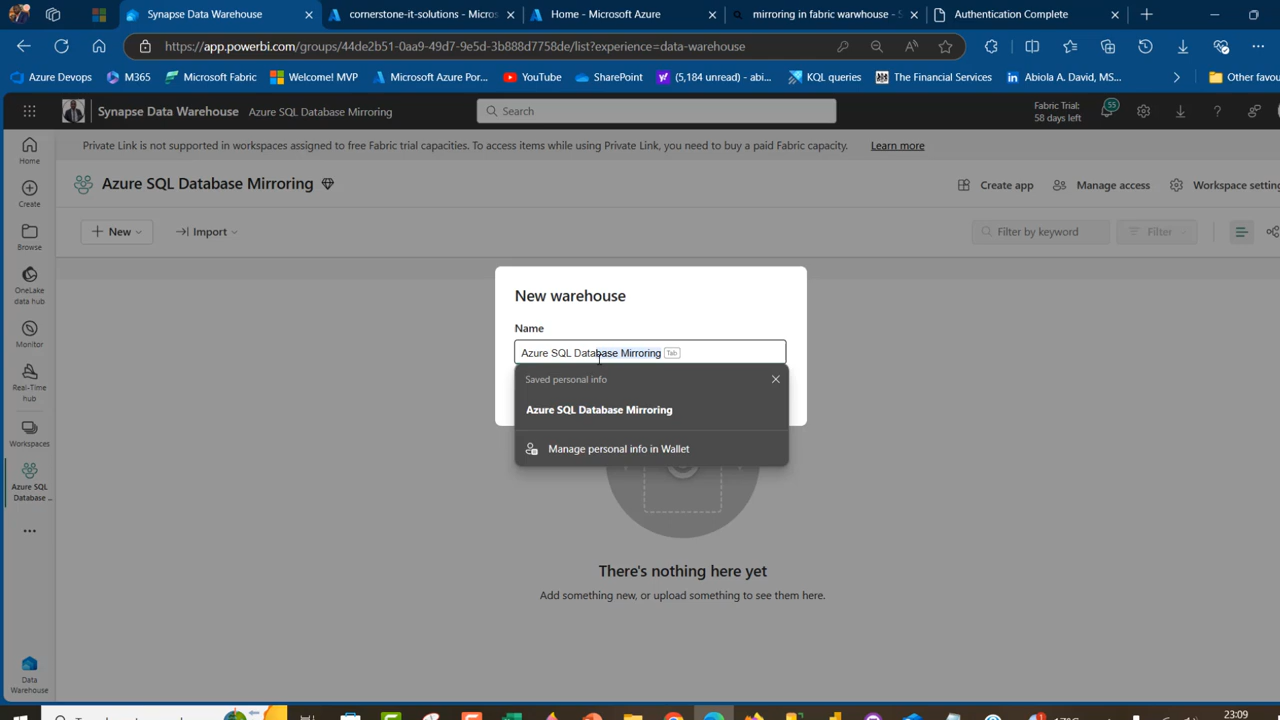 Synapse Data Warehouse
cornerstone-it-solutions - Micros
Home - Microsoft Azure
mirroring in fabric warwhouse - S
Authentication Complete
https://app.powerbi.com/groups/44de2b51-0aa9-49d7-9e5d-3b888d7758de/list?experience=data-warehouse
Azure Devops
M365
Microsoft Fabric
Welcome! MVP
Microsoft Azure Por...
YouTube
SharePoint
(5,184 unread) - abi...
KQL queries
The Financial Services
Abiola A. David, MS...
Other favou
Synapse Data Warehouse
Azure SQL Database Mirroring
Search
Fabric Trial:
58 days left
55
Private Link is not supported in workspaces assigned to free Fabric trial capacities. To access items while using Private Link, you need to buy a paid Fabric capacity.
Learn more
Home
Azure SQL Database Mirroring
Create app
Manage access
Workspace setting
Create
New
Import
Filter by keyword
Filter
Browse
OneLake
data hub
Monitor
Real-Time
hub
Workspaces
Azure SQL
Database ...
New warehouse
Name
Azure SQL Database Mirroring
Tab
Saved personal info
Azure SQL Database Mirroring
Manage personal info in Wallet
There's nothing here yet
Add something new, or upload something to see them here.
Data
Warehouse
23:09